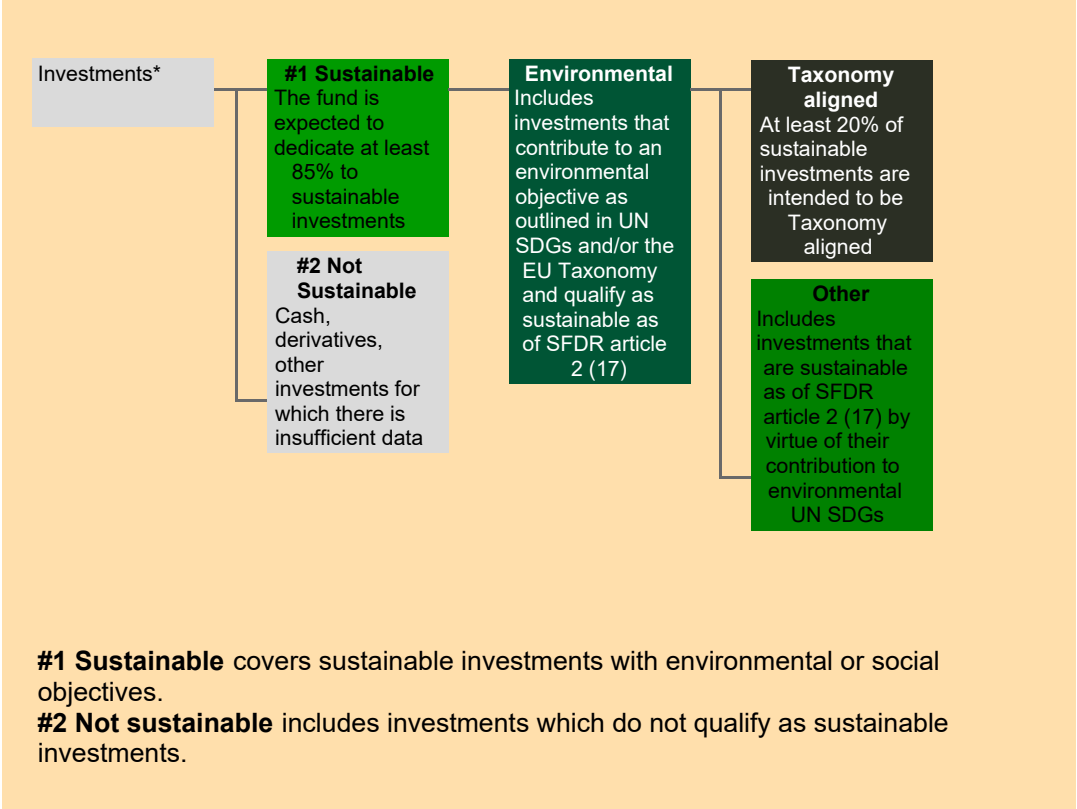 Investments*
#1 Sustainable
The fund is
expected to
dedicate at least
85% to
sustainable
investments
#2 Not
Sustainable
Cash,
derivatives,
other
investments for
which there is
insufficient data
Environmental
Includes
investments that
contribute to an
environmental
objective as
outlined in UN
SDGs and/or the
EU Taxonomy
and qualify as
sustainable as
of SFDR article
2 (17)
Taxonomy
aligned
At least 20% of
sustainable
investments are
intended to be
Taxonomy
aligned
Other
Includes
investments that
are sustainable
as of SFDR
article 2 (17) by
virtue of their
contribution to
environmental
UN SDGs
#1 Sustainable covers sustainable investments with environmental or social
objectives.
#2 Not sustainable includes investments which do not qualify as sustainable
investments.